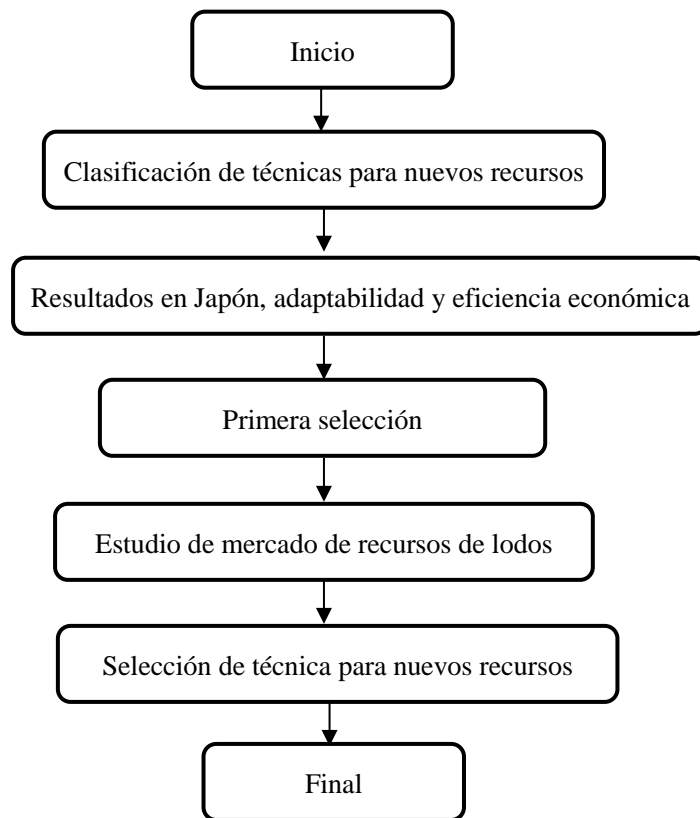 Inicio
Clasificación de técnicas para nuevos recursos
Resultados en Japón, adaptabilidad y eficiencia económica
Primera selección
Estudio de mercado de recursos de lodos
Selección de técnica para nuevos recursos
Final